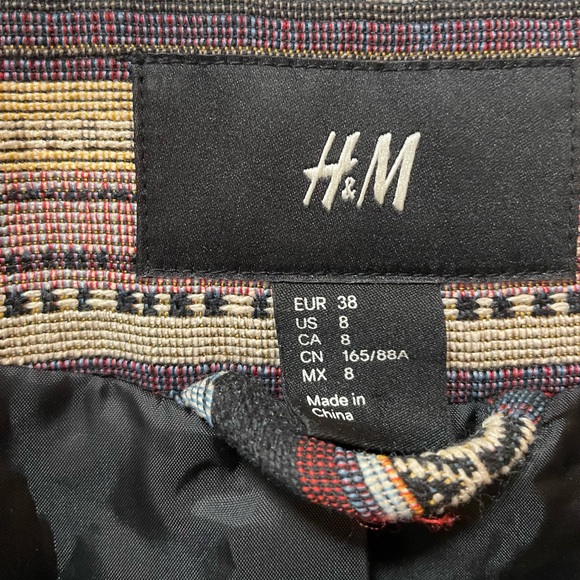 H&M
EUR 38
US 8
CA 8
CN 165/88A
MX 8
Made in
China